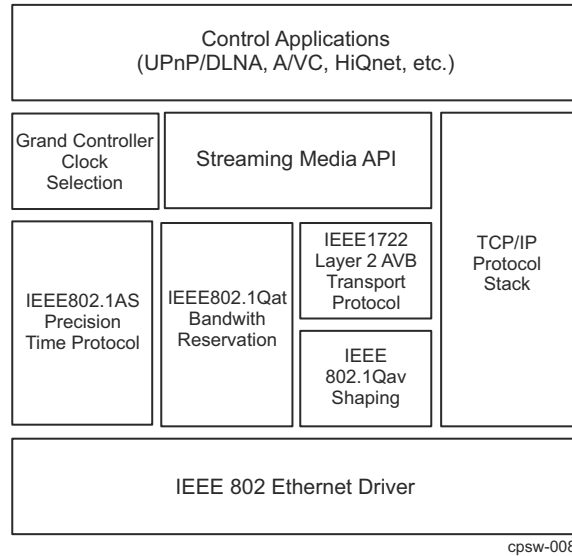 Control Applications
(UPnP/DLNA, A/VC, HiQnet, etc.)
Grand Controller
Clock
Selection
Streaming Media API
TCP/IP
Protocol
Stack
IEEE802.1AS
Precision
Time Protocol
IEEE802.1Qat
Bandwith
Reservation
IEEE1722
Layer 2 AVB
Transport
Protocol
IEEE
802.1Qav
Shaping
IEEE 802 Ethernet Driver
cpsw-008